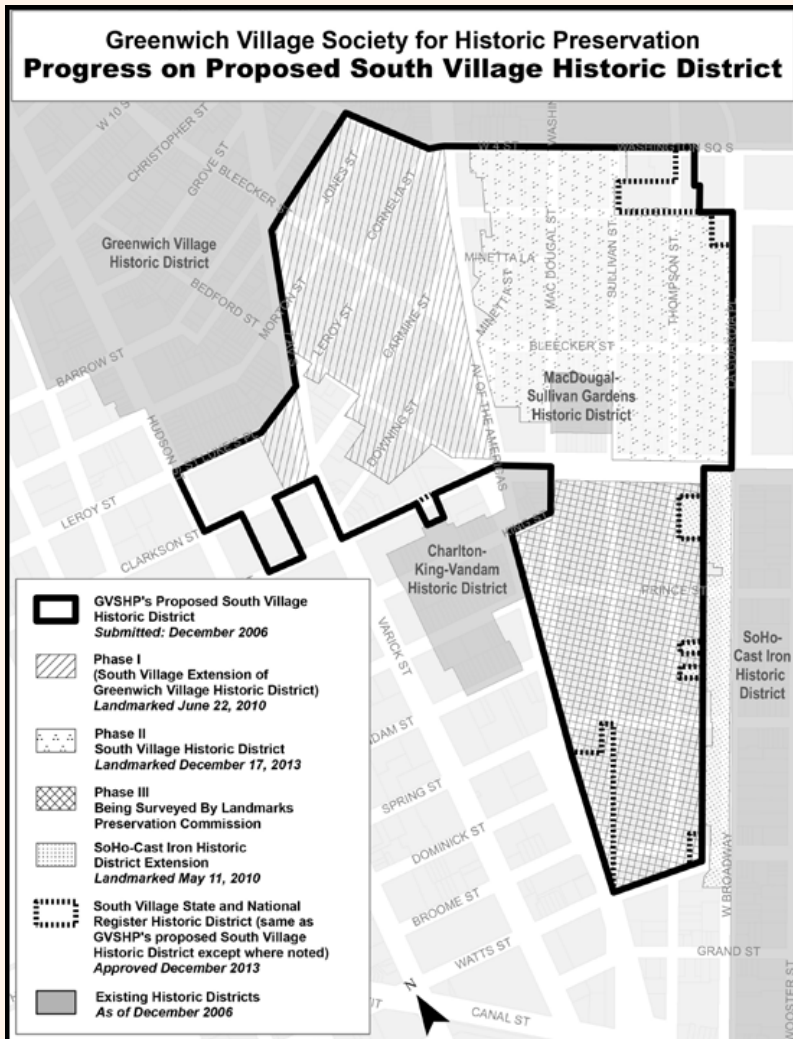 Greenwich Village Society for Historic Preservation
Progress on Proposed South Village Historic District
W 10 S
CHRISTOPHER ST
GROVE ST
BLEECKER ST
JONES ST
CORNELIA ST
W 4 ST
WASHIN
WASHINGTON SQ S
Greenwich Village
Historic District
BEDFORD ST
MORTON ST
LEROY ST
CARMINE ST
MINETTA LA
MINETTA ST
MAC DOUGAL ST
SULLIVAN ST
THOMPSON ST
BLEECKER ST
BARROW ST
7 AV S
DOWNING ST
AV OF THE AMERICAS
MacDougal-
Sullivan Gardens
Historic District
HUDSON
ST LUKE'S PL
LEROY ST
CLARKSON ST
KING ST
Charlton-
King-Vandam
Historic District
PRINCE ST
SoHo-
Cast Iron
Historic
District
VARICK ST
NDAM ST
SPRING ST
DOMINICK ST
BROOME ST
WATTS ST
W BROADWAY
GRAND ST
WOOSTER ST
CANAL ST
N
GVSHP's Proposed South Village
Historic District
Submitted: December 2006
Phase I
(South Village Extension of
Greenwich Village Historic District)
Landmarked June 22, 2010
Phase II
South Village Historic District
Landmarked December 17, 2013
Phase III
Being Surveyed By Landmarks
Preservation Commission
SoHo-Cast Iron Historic
District Extension
Landmarked May 11, 2010
South Village State and National
Register Historic District (same as
GVSHP's proposed South Village
Historic District except where noted)
Approved December 2013
Existing Historic Districts
As of December 2006